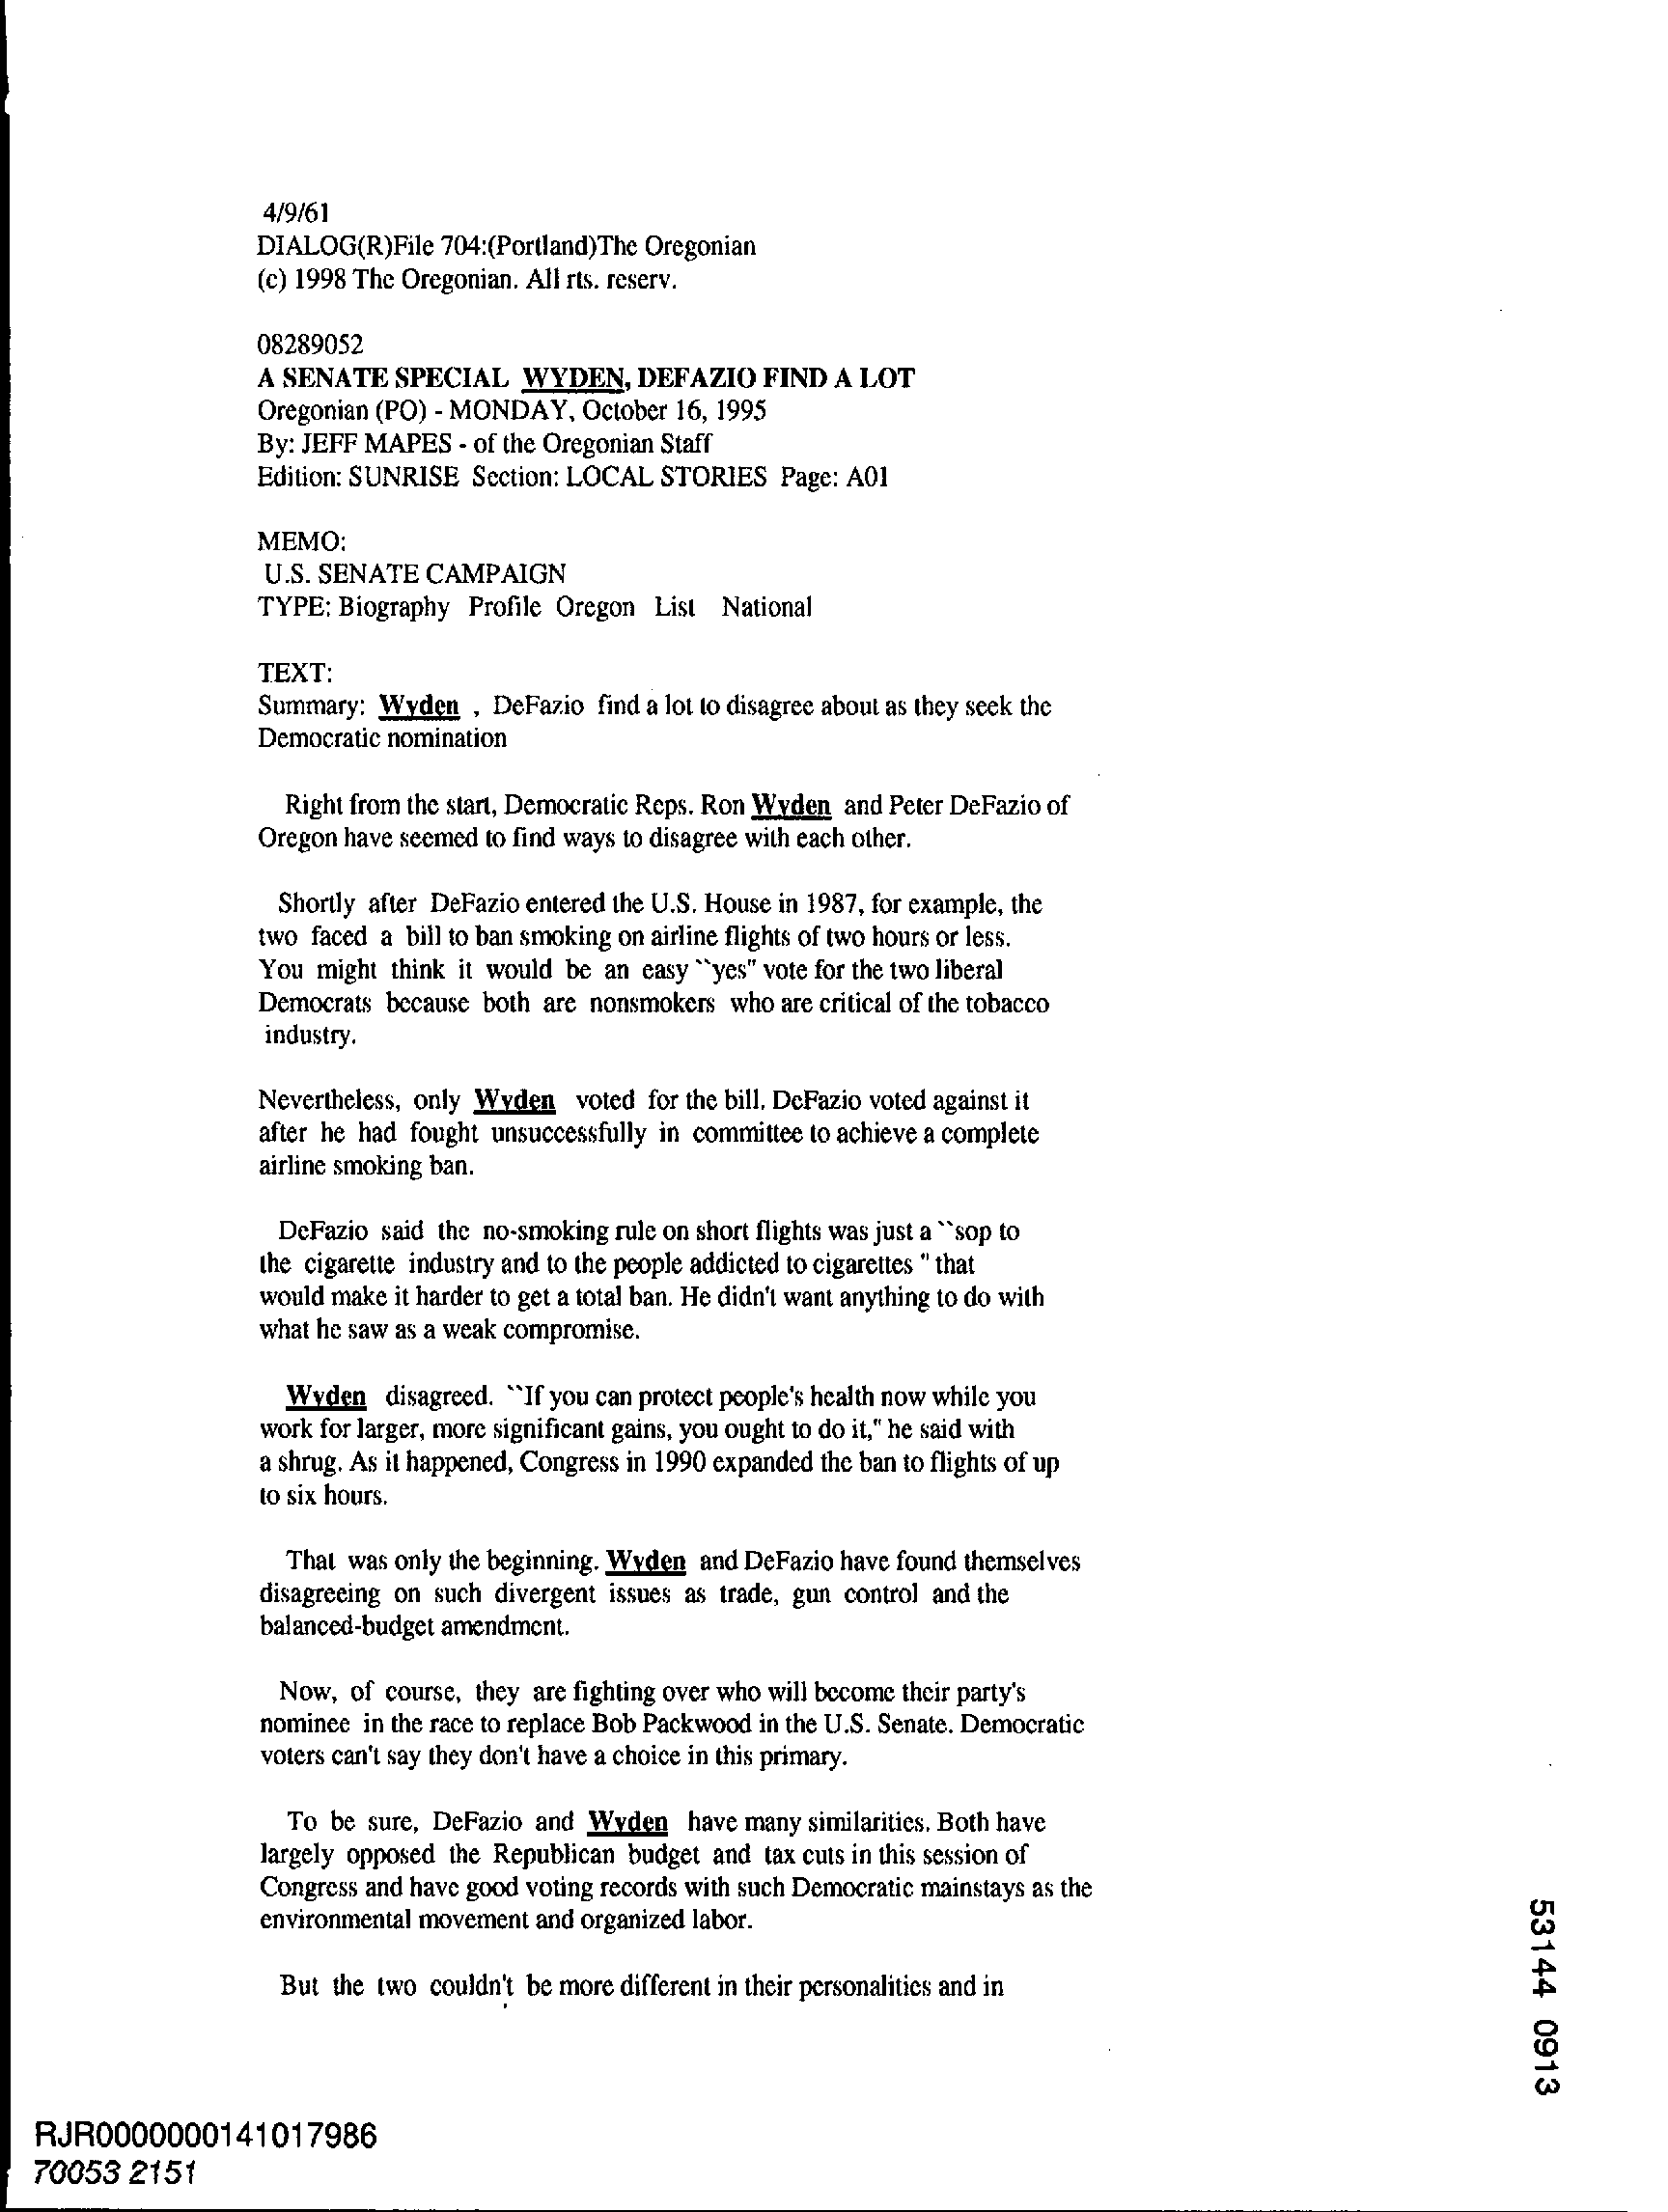 4/9/61
DIALOG(R)File 704:(Portland)The Oregonian
(c) 1998 The Oregonian. All rts. reserv.
08289052
A SENATE SPECIAL WYDEN, DEFAZIO FIND A LOT
Oregonian (PO) - MONDAY, October 16, 1995
By: JEFF MAPES - of the Oregonian Staff
Edition: SUNRISE Section: LOCAL STORIES Page: A01
MEMO:
U.S. SENATE CAMPAIGN
TYPE: Biography Profile Oregon List National
TEXT:
Summary: Wyden , DeFazio find a lot to disagree about as they seek the
Democratic nomination
Right from the start, Democratic Reps. Ron Wyden and Peter DeFazio of
Oregon have seemed to find ways to disagree with each other.
Shortly after DeFazio entered the U.S. House in 1987, for example, the
two faced a bill to ban smoking on airline flights of two hours or less.
You might think it would be an easy ``yes" vote for the two liberal
Democrats because both are nonsmokers who are critical of the tobacco
industry.
Nevertheless, only Wyden voted for the bill. DeFazio voted against it
after he had fought unsuccessfully in committee to achieve a complete
airline smoking ban.
DeFazio said the no-smoking rule on short flights was just a ``sop to
the cigarette industry and to the people addicted to cigarettes " that
would make it harder to get a total ban. He didn't want anything to do with
what he saw as a weak compromise.
Wyden disagreed. ``If you can protect people's health now while you
work for larger, more significant gains, you ought to do it," he said with
a shrug. As it happened, Congress in 1990 expanded the ban to flights of up
to six hours.
That was only the beginning. Wyden and DeFazio have found themselves
disagreeing on such divergent issues as trade, gun control and the
balanced-budget amendment.
Now, of course, they are fighting over who will become their party's
nominee in the race to replace Bob Packwood in the U.S. Senate. Democratic
voters can't say they don't have a choice in this primary.
To be sure, DeFazio and Wyden have many similarities. Both have
largely opposed the Republican budget and tax cuts in this session of
Congress and have good voting records with such Democratic mainstays as the
environmental movement and organized labor.
But the two couldn't be more different in their personalities and in
53144 0913
RJR0000000141017986
70053 2151